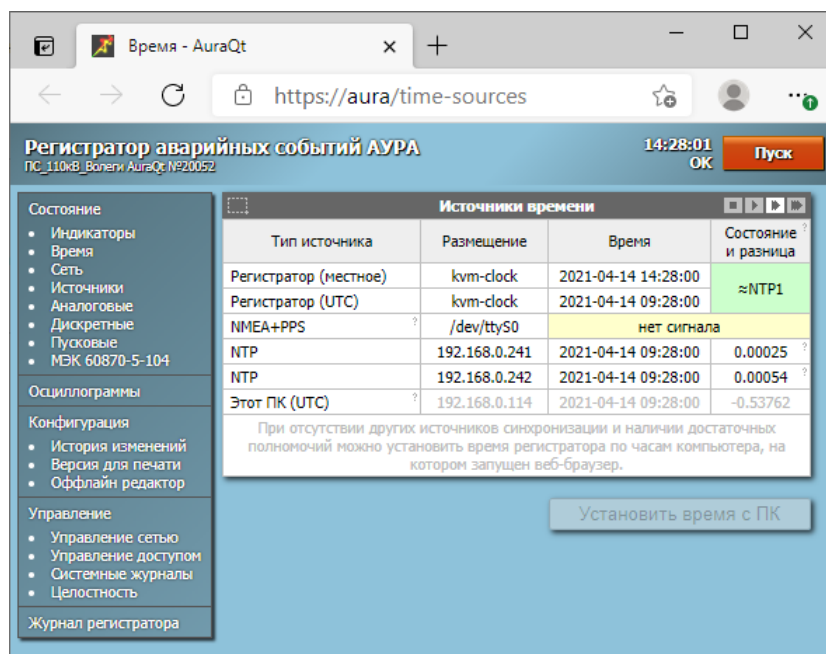 Время - AuraQt
https://aura/time-sources
Регистратор аварийных событий АУРА
ПС_110кВ_Волеги AuraQt №20052
14:28:01
OK
Пуск
Состояние
Индикаторы
Время
Сеть
Источники
Аналоговые
Дискретные
Пусковые
МЭК 60870-5-104
Осциллограммы
Конфигурация
История изменений
Версия для печати
Оффлайн редактор
Управление
Управление сетью
Управление доступом
Системные журналы
Целостность
Журнал регистратора
Источники времени
Тип источника Размещение Время Состояние и разница ?
Регистратор (местное) kvm-clock 2021-04-14 14:28:00 ≈NTP1
Регистратор (UTC) kvm-clock 2021-04-14 09:28:00
NMEA+PPS ? /dev/ttyS0 нет сигнала
NTP 192.168.0.241 2021-04-14 09:28:00 0.00025 ?
NTP 192.168.0.242 2021-04-14 09:28:00 0.00054 ?
Этот ПК (UTC) ? 192.168.0.114 2021-04-14 09:28:00 -0.53762
При отсутствии других источников синхронизации и наличии достаточных
полномочий можно установить время регистратора по часам компьютера, на
котором запущен веб-браузер.
Установить время с ПК